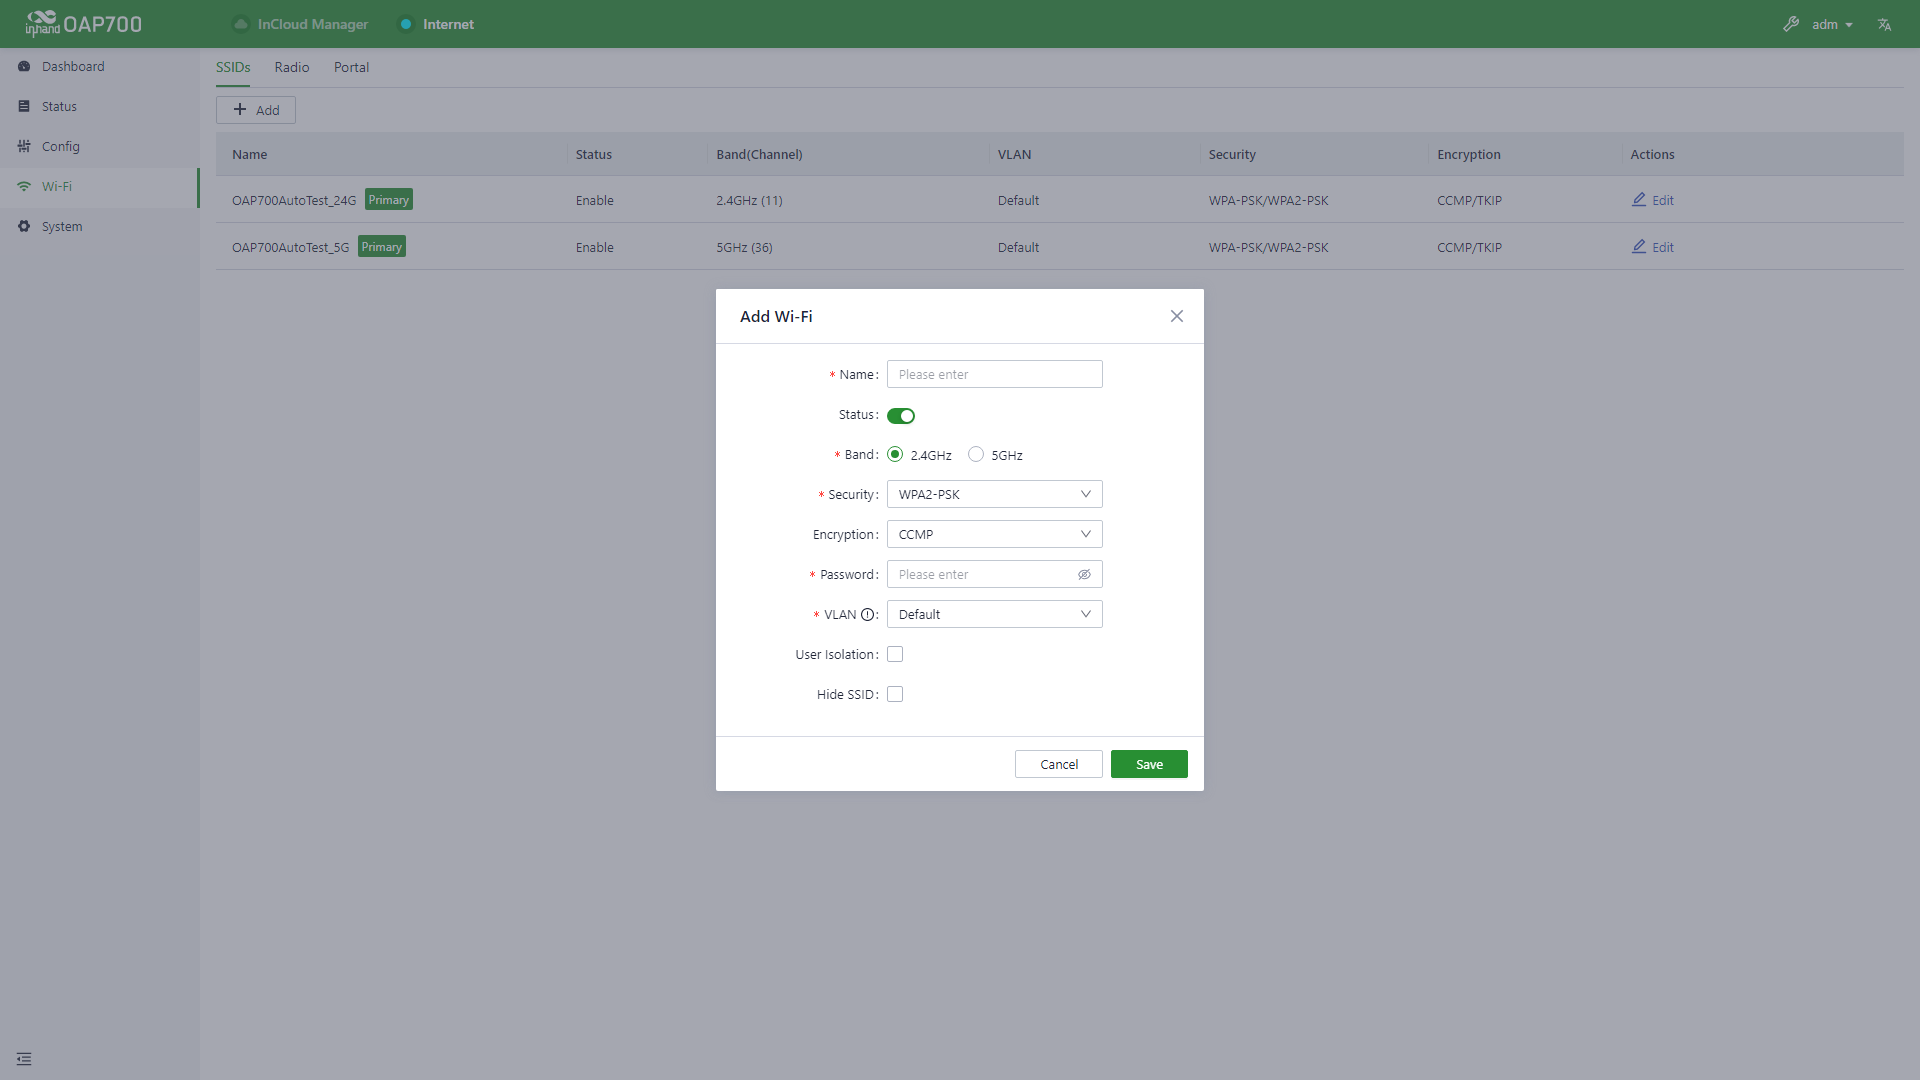 inhand OAP700
InCloud Manager
Internet
adm
Dashboard
Status
Config
Wi-Fi
System
SSIDs Radio Portal
Add
Name Status Band(Channel) VLAN Security Encryption Actions
OAP700AutoTest_24G Primary Enable 2.4GHz (11) Default WPA-PSK/WPA2-PSK CCMP/TKIP Edit
OAP700AutoTest_5G Primary Enable 5GHz (36) Default WPA-PSK/WPA2-PSK CCMP/TKIP Edit
Add Wi-Fi
* Name: Please enter
Status:
* Band: 2.4GHz 5GHz
* Security: WPA2-PSK
Encryption: CCMP
* Password: Please enter
* VLAN : Default
User Isolation:
Hide SSID:
Cancel Save